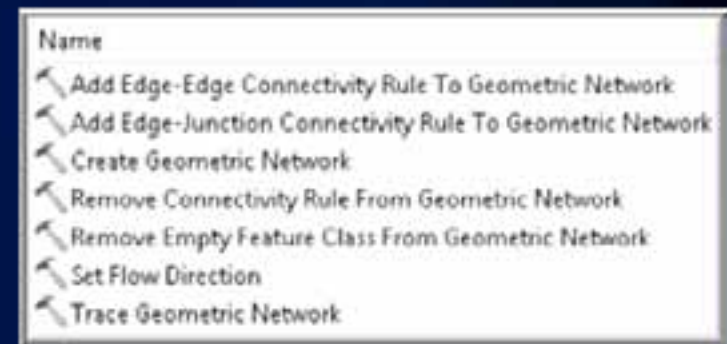 Name
Add Edge-Edge Connectivity Rule To Geometric Network
Add Edge-Junction Connectivity Rule To Geometric Network
Create Geometric Network
Remove Connectivity Rule From Geometric Network
Remove Empty Feature Class From Geometric Network
Set Flow Direction
Trace Geometric Network